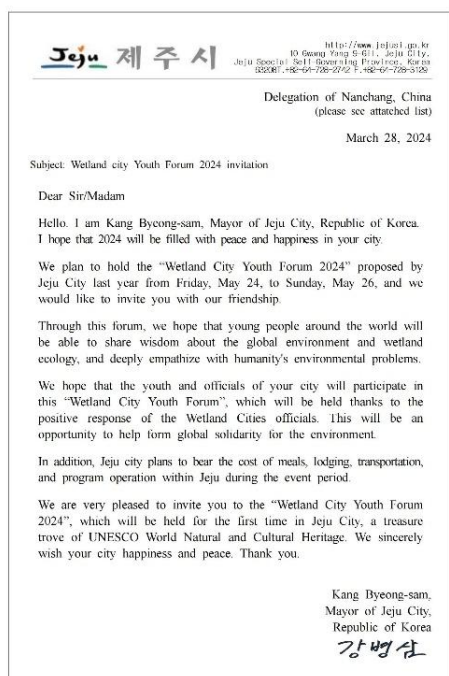 Jeju 제주시
http://www.jejusi.go.kr
10 Gwang Yang 9-Gil, Jeju City,
Jeju Special Self-Governing Province, Korea
63208T.+82-64-728-2742 F.+82-64-728-3129
Delegation of Nanchang, China
(please see attatched list)
March 28, 2024
Subject: Wetland city Youth Forum 2024 invitation
Dear Sir/Madam
Hello. I am Kang Byeong-sam, Mayor of Jeju City, Republic of Korea.
I hope that 2024 will be filled with peace and happiness in your city.
We plan to hold the “Wetland City Youth Forum 2024” proposed by
Jeju City last year from Friday, May 24, to Sunday, May 26, and we
would like to invite you with our friendship.
Through this forum, we hope that young people around the world will
be able to share wisdom about the global environment and wetland
ecology, and deeply empathize with humanity's environmental problems.
We hope that the youth and officials of your city will participate in
this “Wetland City Youth Forum”, which will be held thanks to the
positive response of the Wetland Cities officials. This will be an
opportunity to help form global solidarity for the environment.
In addition, Jeju city plans to bear the cost of meals, lodging, transportation,
and program operation within Jeju during the event period.
We are very pleased to invite you to the “Wetland City Youth Forum
2024”, which will be held for the first time in Jeju City, a treasure
trove of UNESCO World Natural and Cultural Heritage. We sincerely
wish your city happiness and peace. Thank you.
Kang Byeong-sam,
Mayor of Jeju City,
Republic of Korea
강병삼